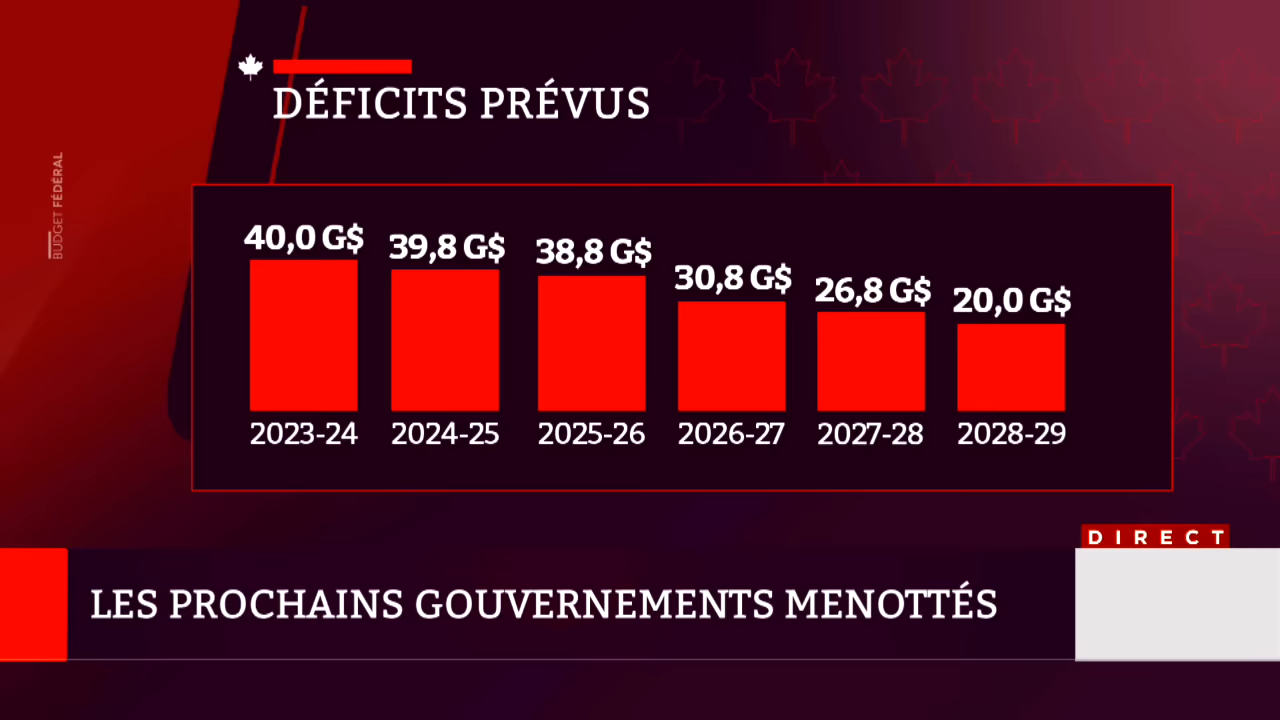 DÉFICITS PRÉVUS
BUDGET FÉDÉRAL
40,0 G$ 39,8 G$ 38,8 G$ 30,8 G$ 26,8 G$ 20,0 G$
2023-24 2024-25 2025-26 2026-27 2027-28 2028-29
DIRECT
LES PROCHAINS GOUVERNEMENTS MENOTTÉS